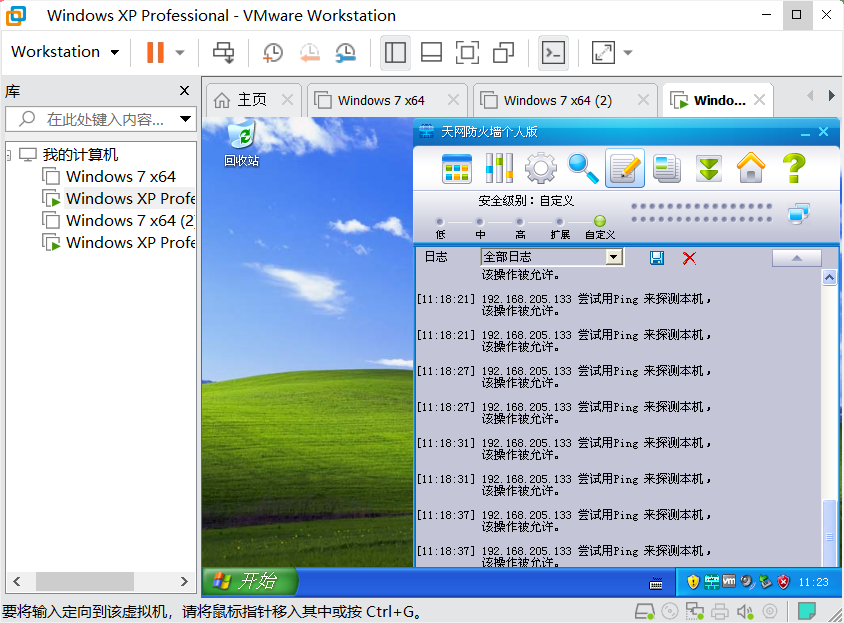 Windows XP Professional - VMware Workstation
Workstation
库
在此处键入内容...
我的计算机
Windows 7 x64
Windows XP Profe
Windows 7 x64 (2)
Windows XP Profe
主页
Windows 7 x64
Windows 7 x64 (2)
Windo...
回收站
天网防火墙个人版
安全级别：自定义
低 中 高 扩展 自定义
日志 全部日志
该操作被允许。
[11:18:21] 192.168.205.133 尝试用Ping 来探测本机，
该操作被允许。
[11:18:21] 192.168.205.133 尝试用Ping 来探测本机，
该操作被允许。
[11:18:27] 192.168.205.133 尝试用Ping 来探测本机，
该操作被允许。
[11:18:27] 192.168.205.133 尝试用Ping 来探测本机，
该操作被允许。
[11:18:31] 192.168.205.133 尝试用Ping 来探测本机，
该操作被允许。
[11:18:31] 192.168.205.133 尝试用Ping 来探测本机，
该操作被允许。
[11:18:37] 192.168.205.133 尝试用Ping 来探测本机，
该操作被允许。
[11:18:37] 192.168.205.133 尝试用Ping 来探测本机，
该操作被允许。
开始
11:23
要将输入定向到该虚拟机，请将鼠标指针移入其中或按 Ctrl+G。